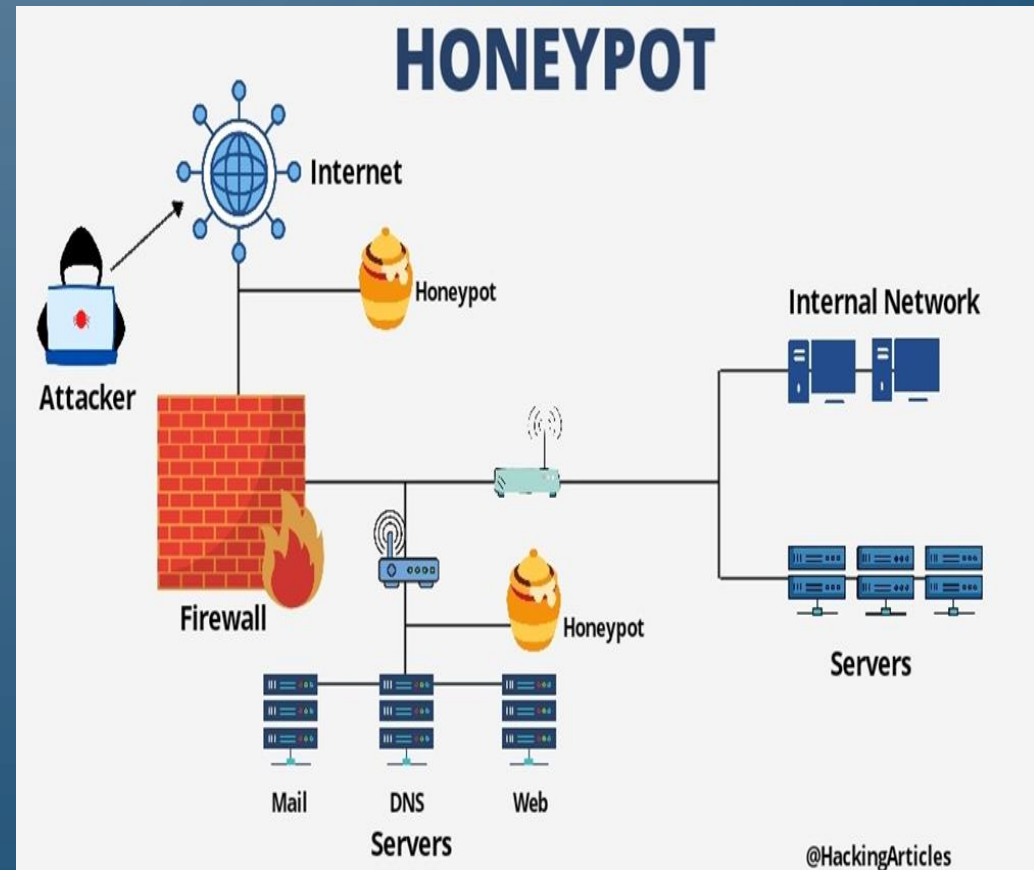 HONEYPOT
Internet
Honeypot
Attacker
Internal Network
Firewall
Honeypot
Servers
Mail
DNS
Web
Servers
@HackingArticles